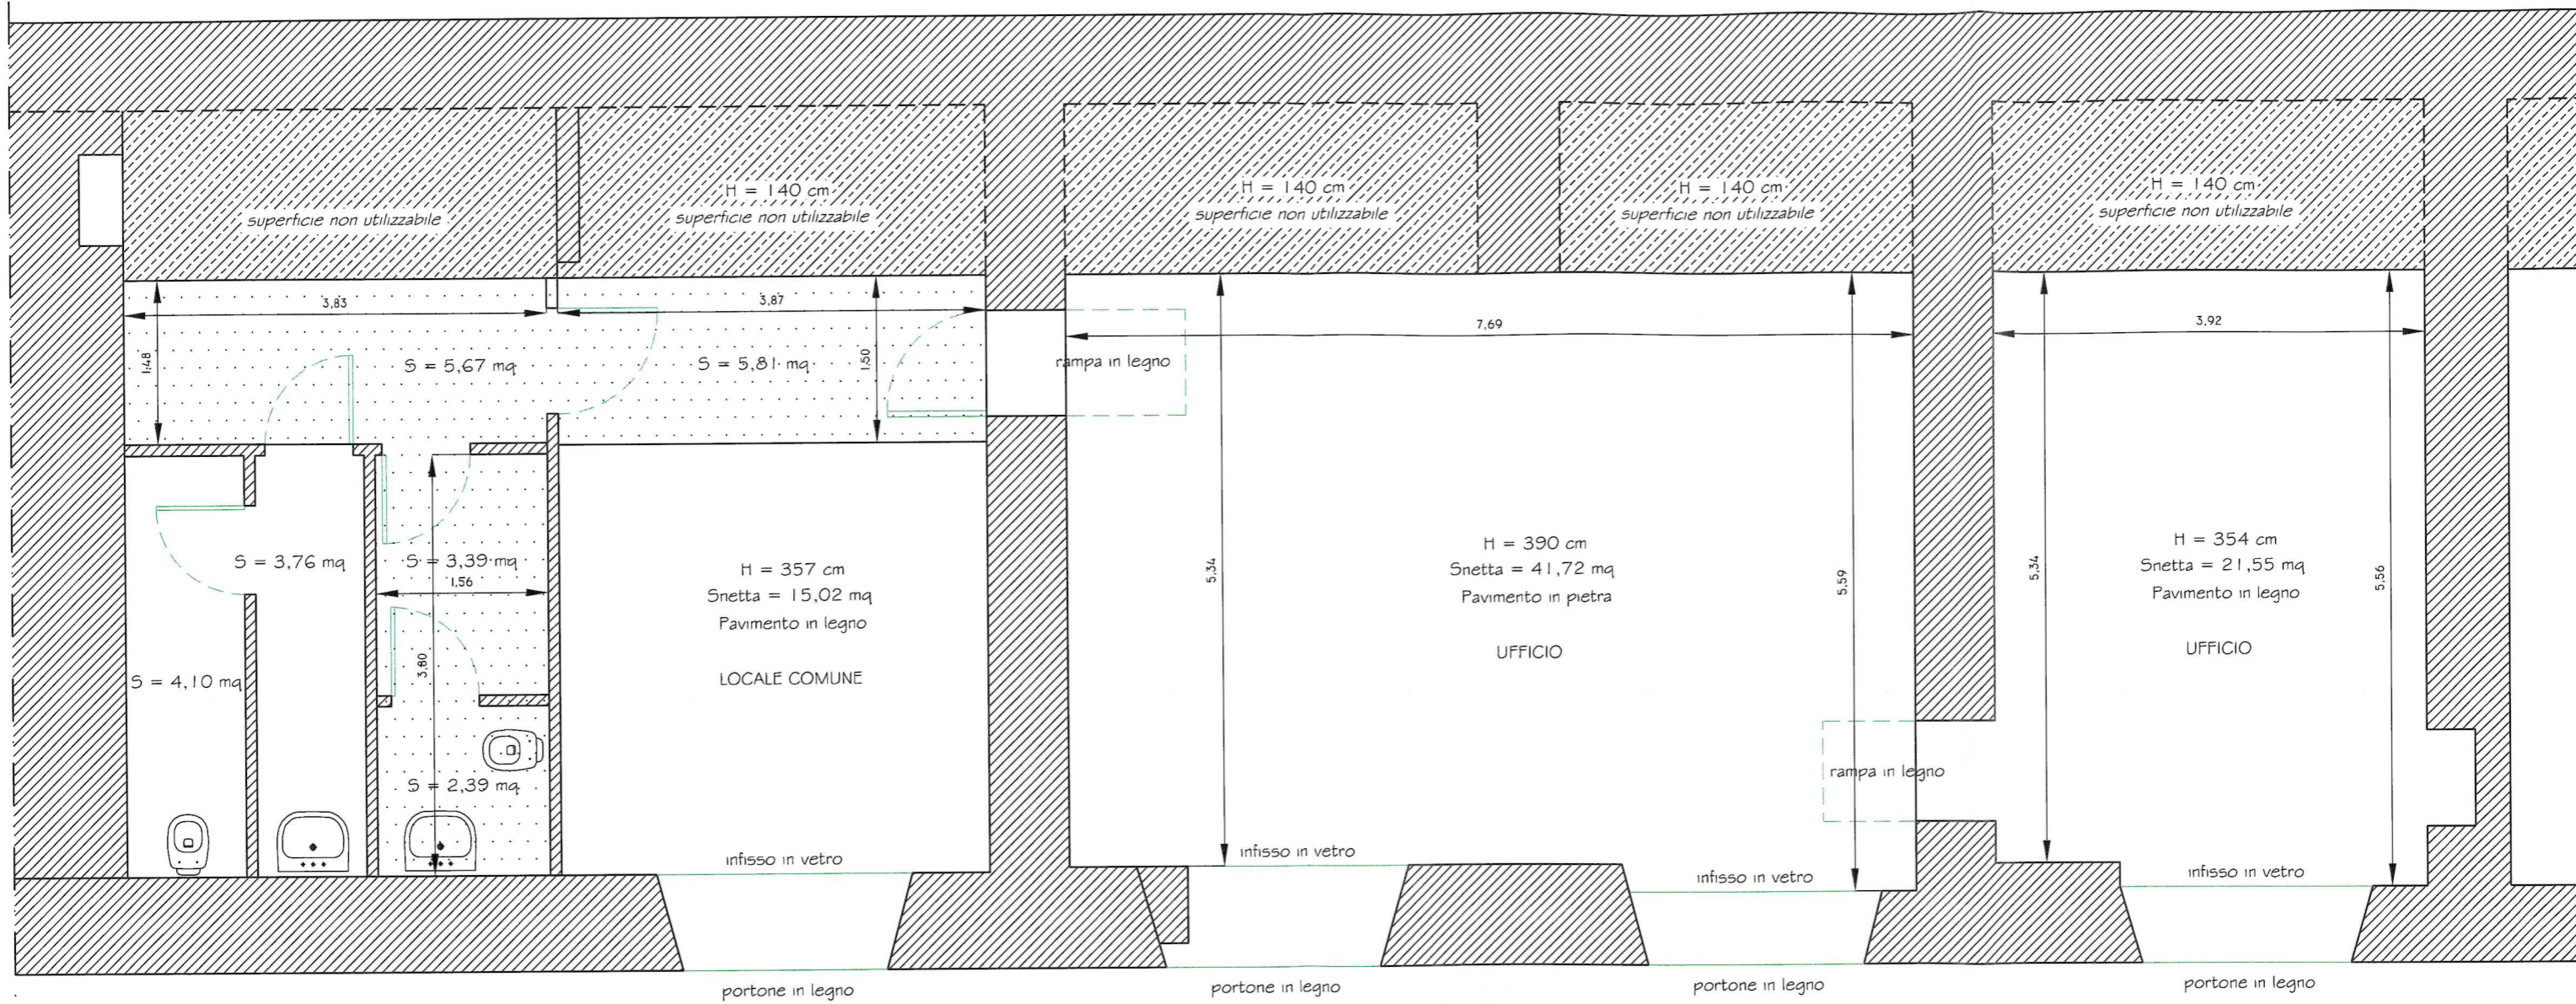 superficie non utilizzabile
H = 140 cm
superficie non utilizzabile
H = 140 cm
superficie non utilizzabile
H = 140 cm
superficie non utilizzabile
H = 140 cm
superficie non utilizzabile
3,83
3,87
7,69
3,92
1,48
S = 5,67 mq
S = 5,81 mq
1,50
rampa in legno
S = 3,76 mq
S = 3,39 mq
1,56
S = 4,10 mq
3,80
S = 2,39 mq
H = 357 cm
Snetta = 15,02 mq
Pavimento in legno
LOCALE COMUNE
5,34
H = 390 cm
Snetta = 41,72 mq
Pavimento in pietra
UFFICIO
5,59
rampa in legno
5,34
H = 354 cm
Snetta = 21,55 mq
Pavimento in legno
UFFICIO
5,56
infisso in vetro
infisso in vetro
infisso in vetro
infisso in vetro
portone in legno
portone in legno
portone in legno
portone in legno